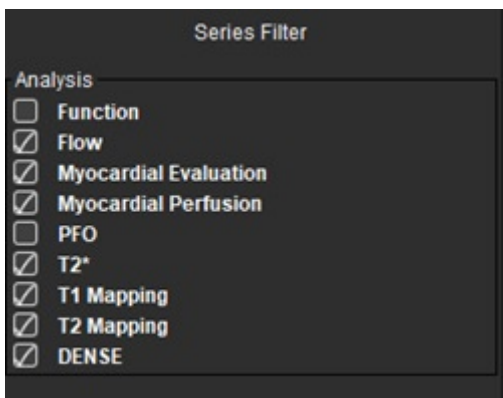 Series Filter
Analysis
Function
Flow
Myocardial Evaluation
Myocardial Perfusion
PFO
T2*
T1 Mapping
T2 Mapping
DENSE